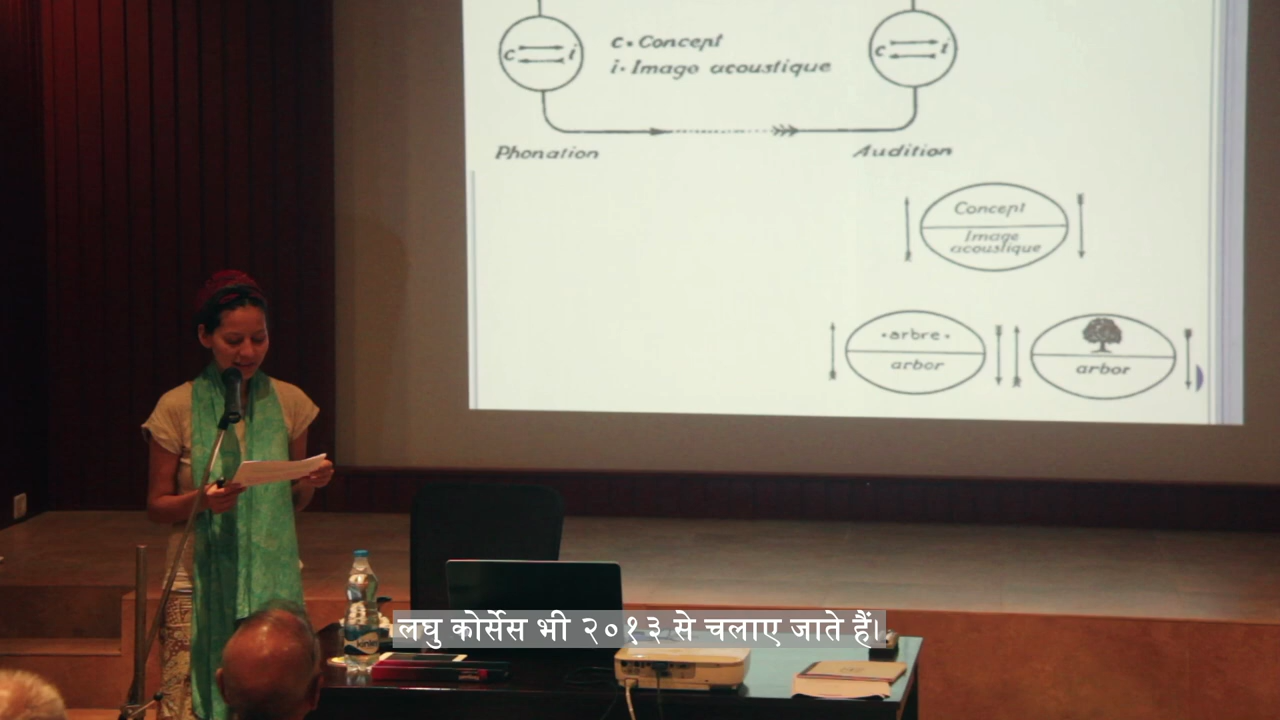 c • Concept
i • Image acoustique
c i
c i
Phonation
Audition
Concept
Image
acoustique
• arbre •
arbor
arbor
लघु कोर्सेस भी २०१३ से चलाए जाते हैं।